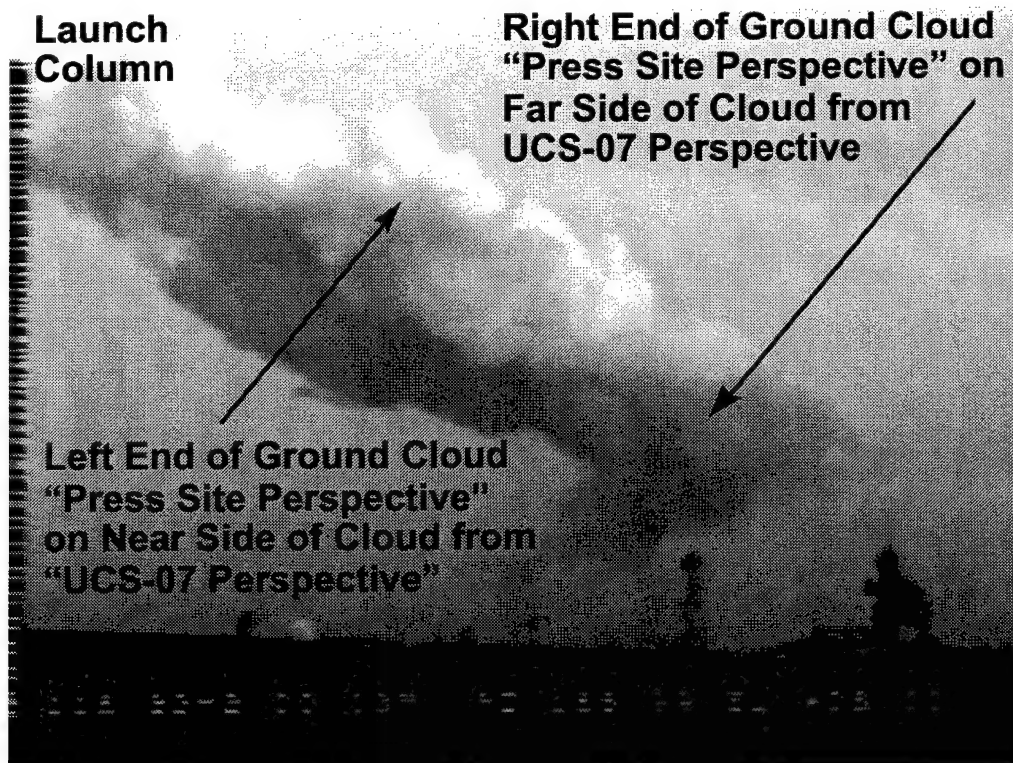 Launch
Column
Right End of Ground Cloud
“Press Site Perspective” on
Far Side of Cloud from
UCS-07 Perspective
Left End of Ground Cloud
“Press Site Perspective”
on Near Side of Cloud from
“UCS-07 Perspective”